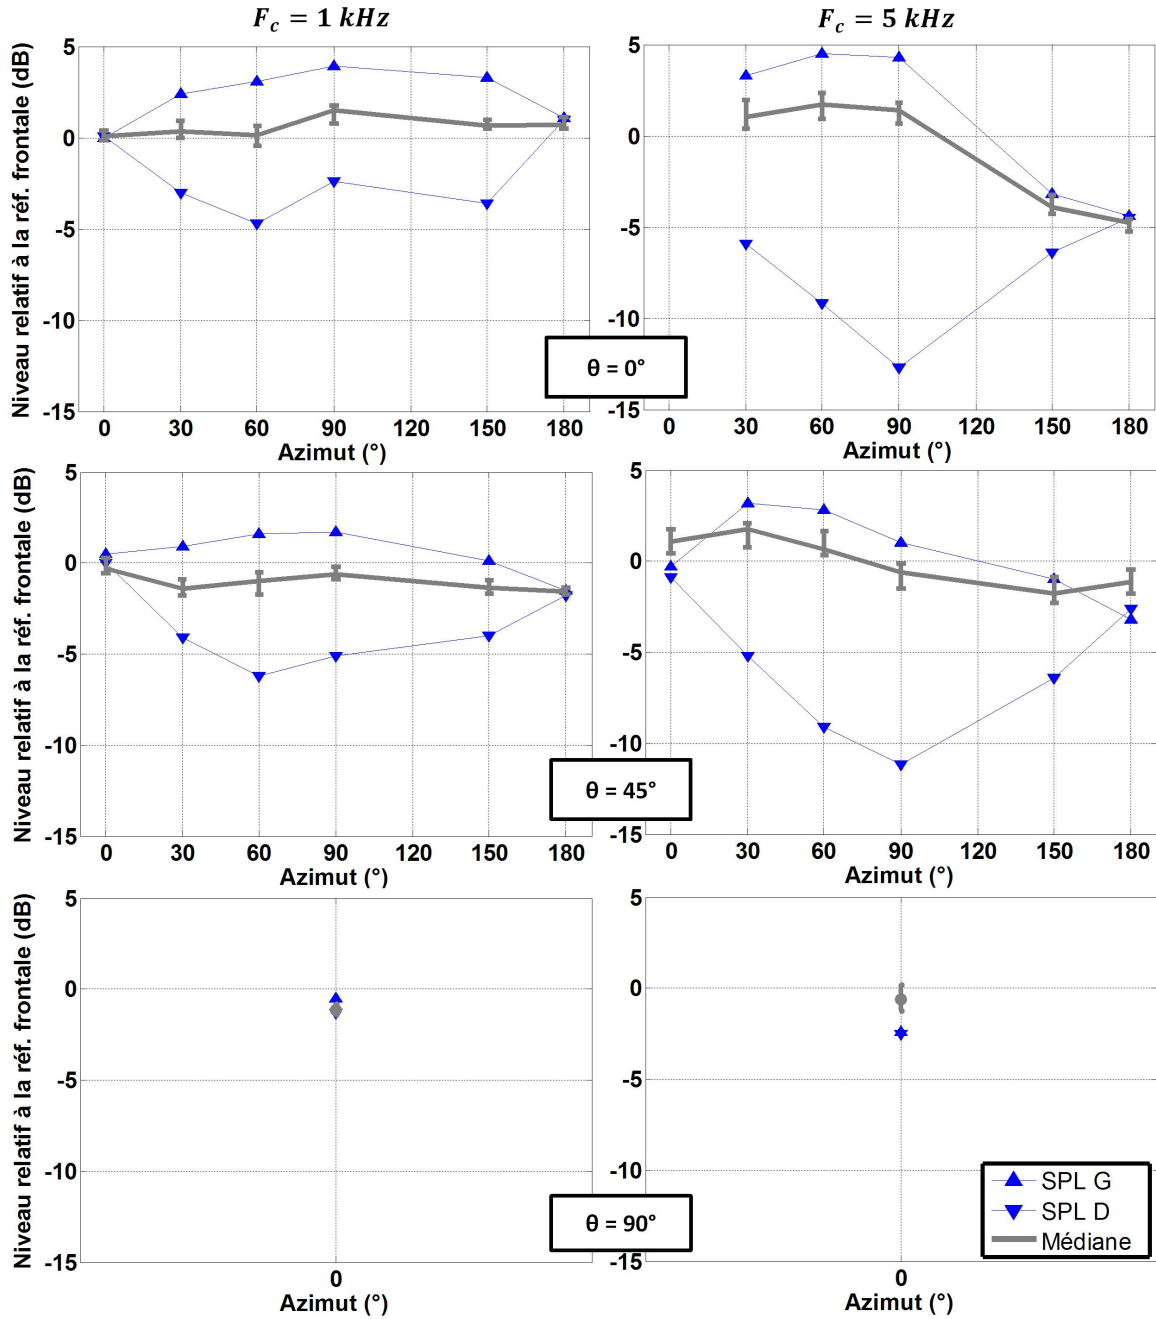 F_c = 1 kHz
F_c = 5 kHz
Niveau relatif à la réf. frontale (dB)
5
0
-5
-10
-15
0 30 60 90 120 150 180
Azimut (°)
5
0
-5
-10
-15
0 30 60 90 120 150 180
Azimut (°)
θ = 0°
Niveau relatif à la réf. frontale (dB)
5
0
-5
-10
-15
0 30 60 90 120 150 180
Azimut (°)
5
0
-5
-10
-15
0 30 60 90 120 150 180
Azimut (°)
θ = 45°
Niveau relatif à la réf. frontale (dB)
5
0
-5
-10
-15
0
Azimut (°)
5
0
-5
-10
-15
0
Azimut (°)
θ = 90°
SPL G
SPL D
Médiane